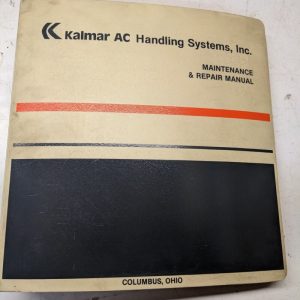 Kalmar AC Handling Systems, Inc.
MAINTENANCE
& REPAIR MANUAL
COLUMBUS, OHIO